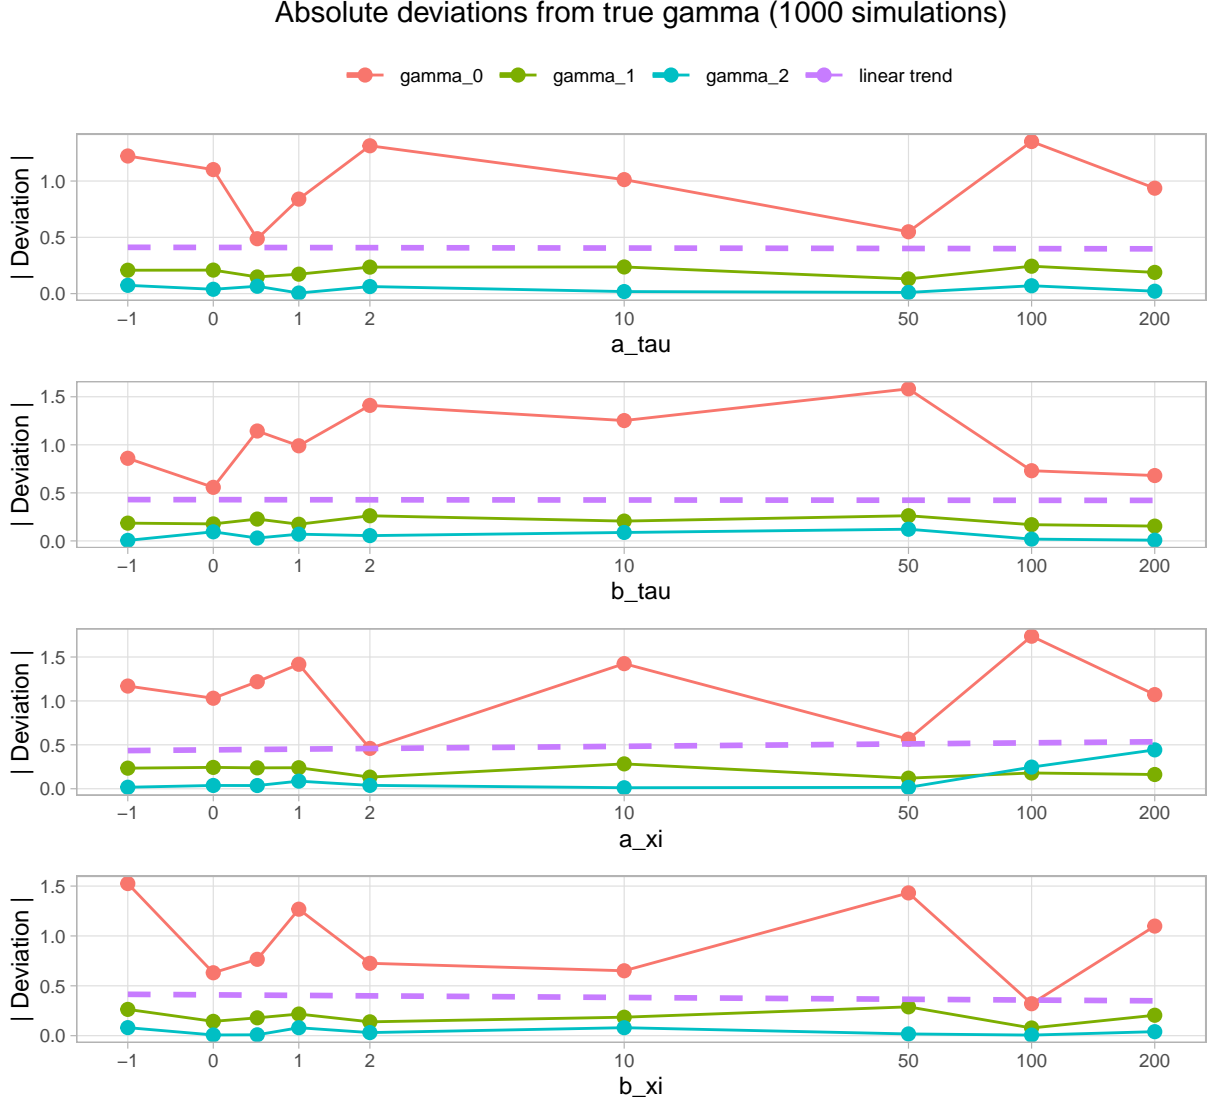 Absolute deviations from true gamma (1000 simulations)
gamma_0 gamma_1 gamma_2 linear trend
| Deviation |
1.0
0.5
0.0
−1 0 1 2 10 50 100 200
a_tau
| Deviation |
1.5
1.0
0.5
0.0
−1 0 1 2 10 50 100 200
b_tau
| Deviation |
1.5
1.0
0.5
0.0
−1 0 1 2 10 50 100 200
a_xi
| Deviation |
1.5
1.0
0.5
0.0
−1 0 1 2 10 50 100 200
b_xi